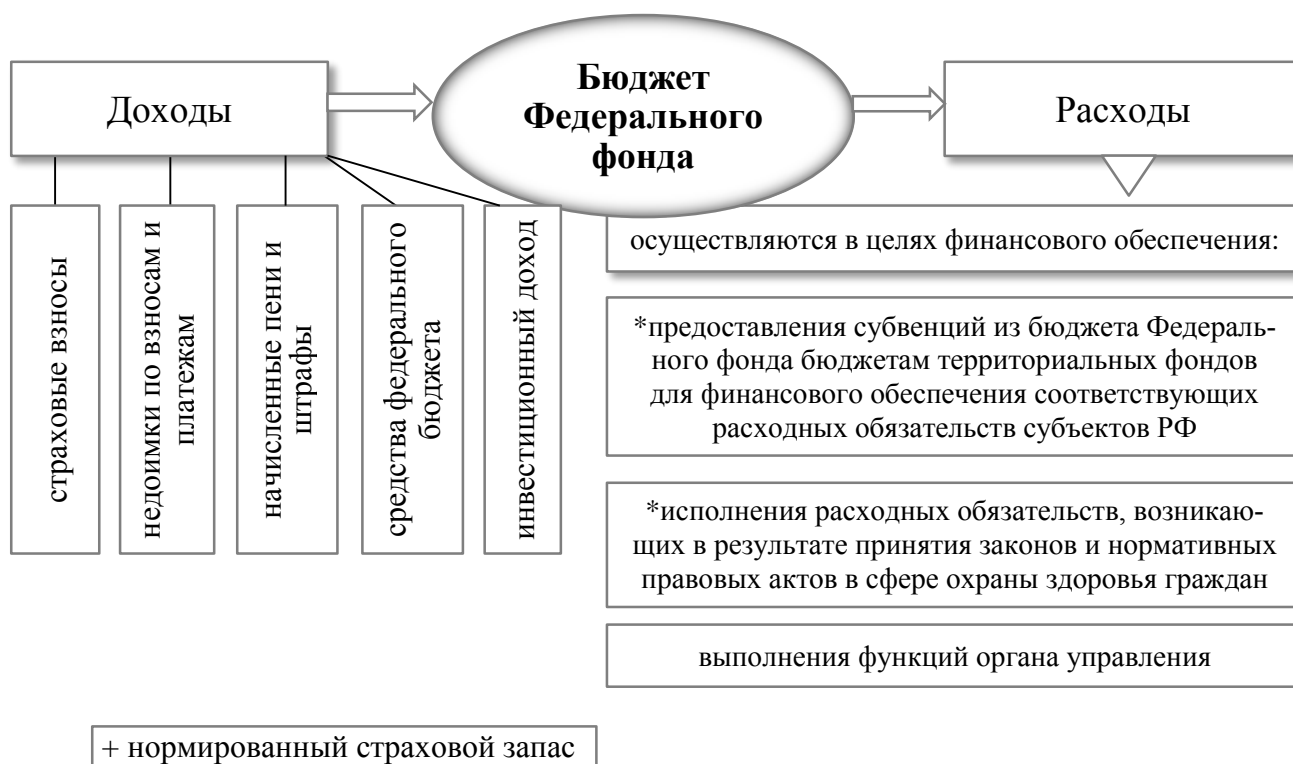 Доходы
Бюджет
Федерального
фонда
Расходы
страховые взносы
недоимки по взносам и
платежам
начисленные пени и
штрафы
средства федерального
бюджета
инвестиционный доход
осуществляются в целях финансового обеспечения:
*предоставления субвенций из бюджета Федераль-
ного фонда бюджетам территориальных фондов
для финансового обеспечения соответствующих
расходных обязательств субъектов РФ
*исполнения расходных обязательств, возникаю-
щих в результате принятия законов и нормативных
правовых актов в сфере охраны здоровья граждан
выполнения функций органа управления
+ нормированный страховой запас